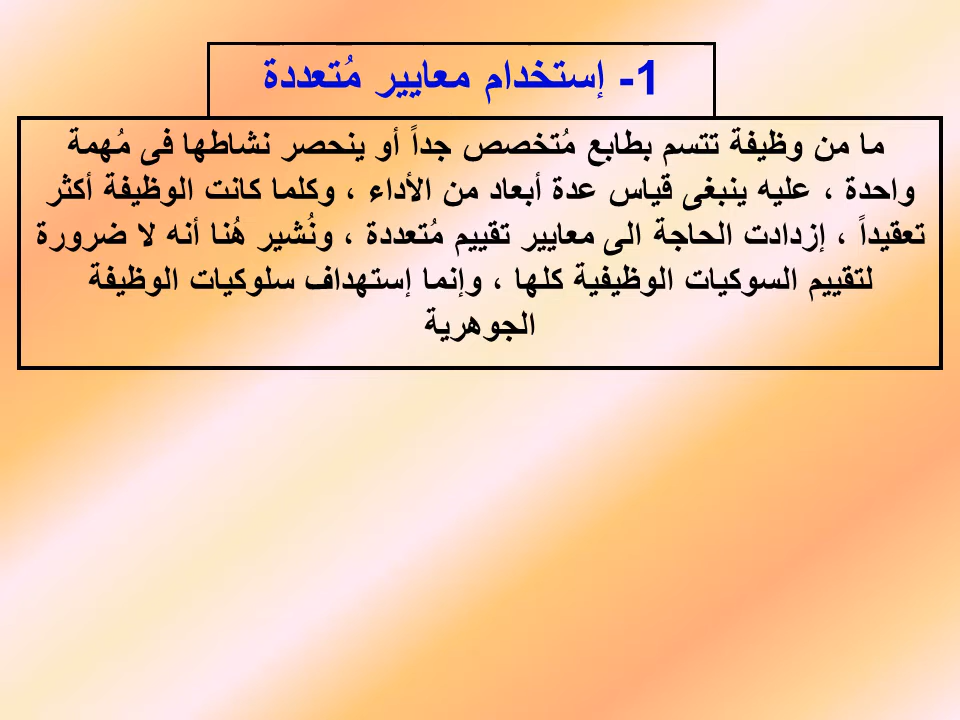 1- إستخدام معايير مُتعددة
ما من وظيفة تتسم بطابع مُتخصص جداً أو ينحصر نشاطها فى مُهمة
واحدة ، عليه ينبغى قياس عدة أبعاد من الأداء ، وكلما كانت الوظيفة أكثر
تعقيداً ، إزدادت الحاجة الى معايير تقييم مُتعددة ، ونُشير هُنا أنه لا ضرورة
لتقييم السوكيات الوظيفية كلها ، وإنما إستهداف سلوكيات الوظيفة
الجوهرية